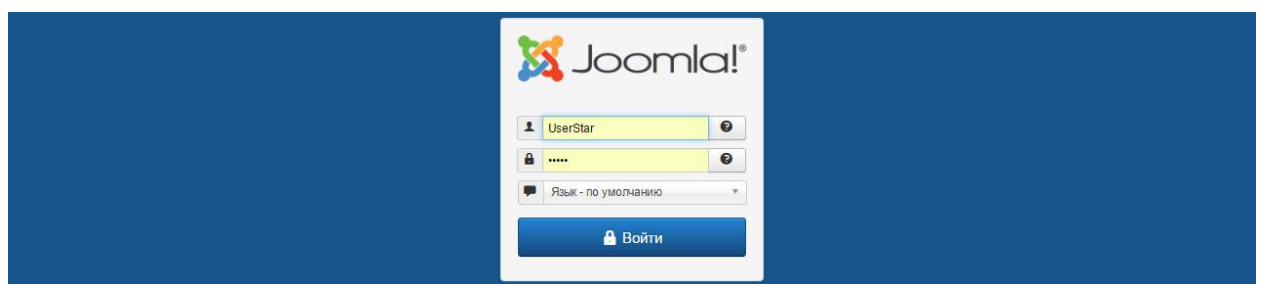 Joomla!®
UserStar
•••••
Язык - по умолчанию
Войти